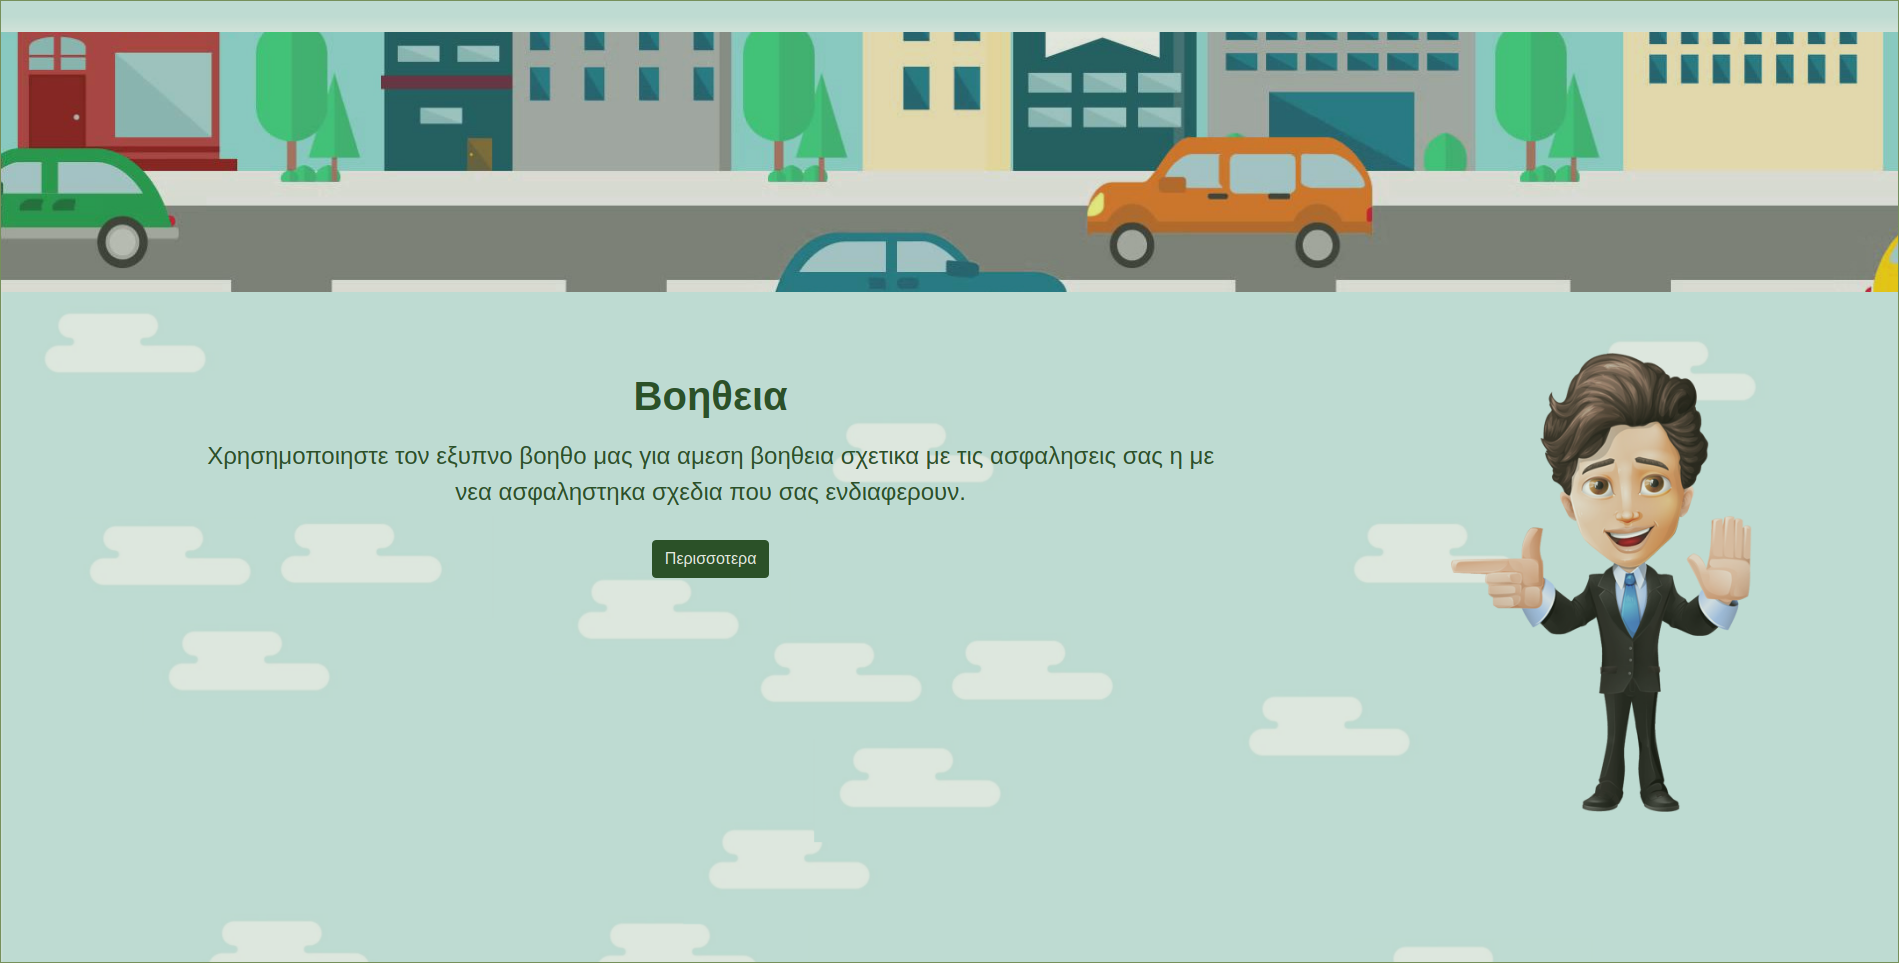 Βοηθεια
Χρησημοποιηστε τον εξυπνο βοηθο μας για αμεση βοηθεια σχετικα με τις ασφαλησεις σας η με
νεα ασφαληστηκα σχεδια που σας ενδιαφερουν.
Περισσοτερα